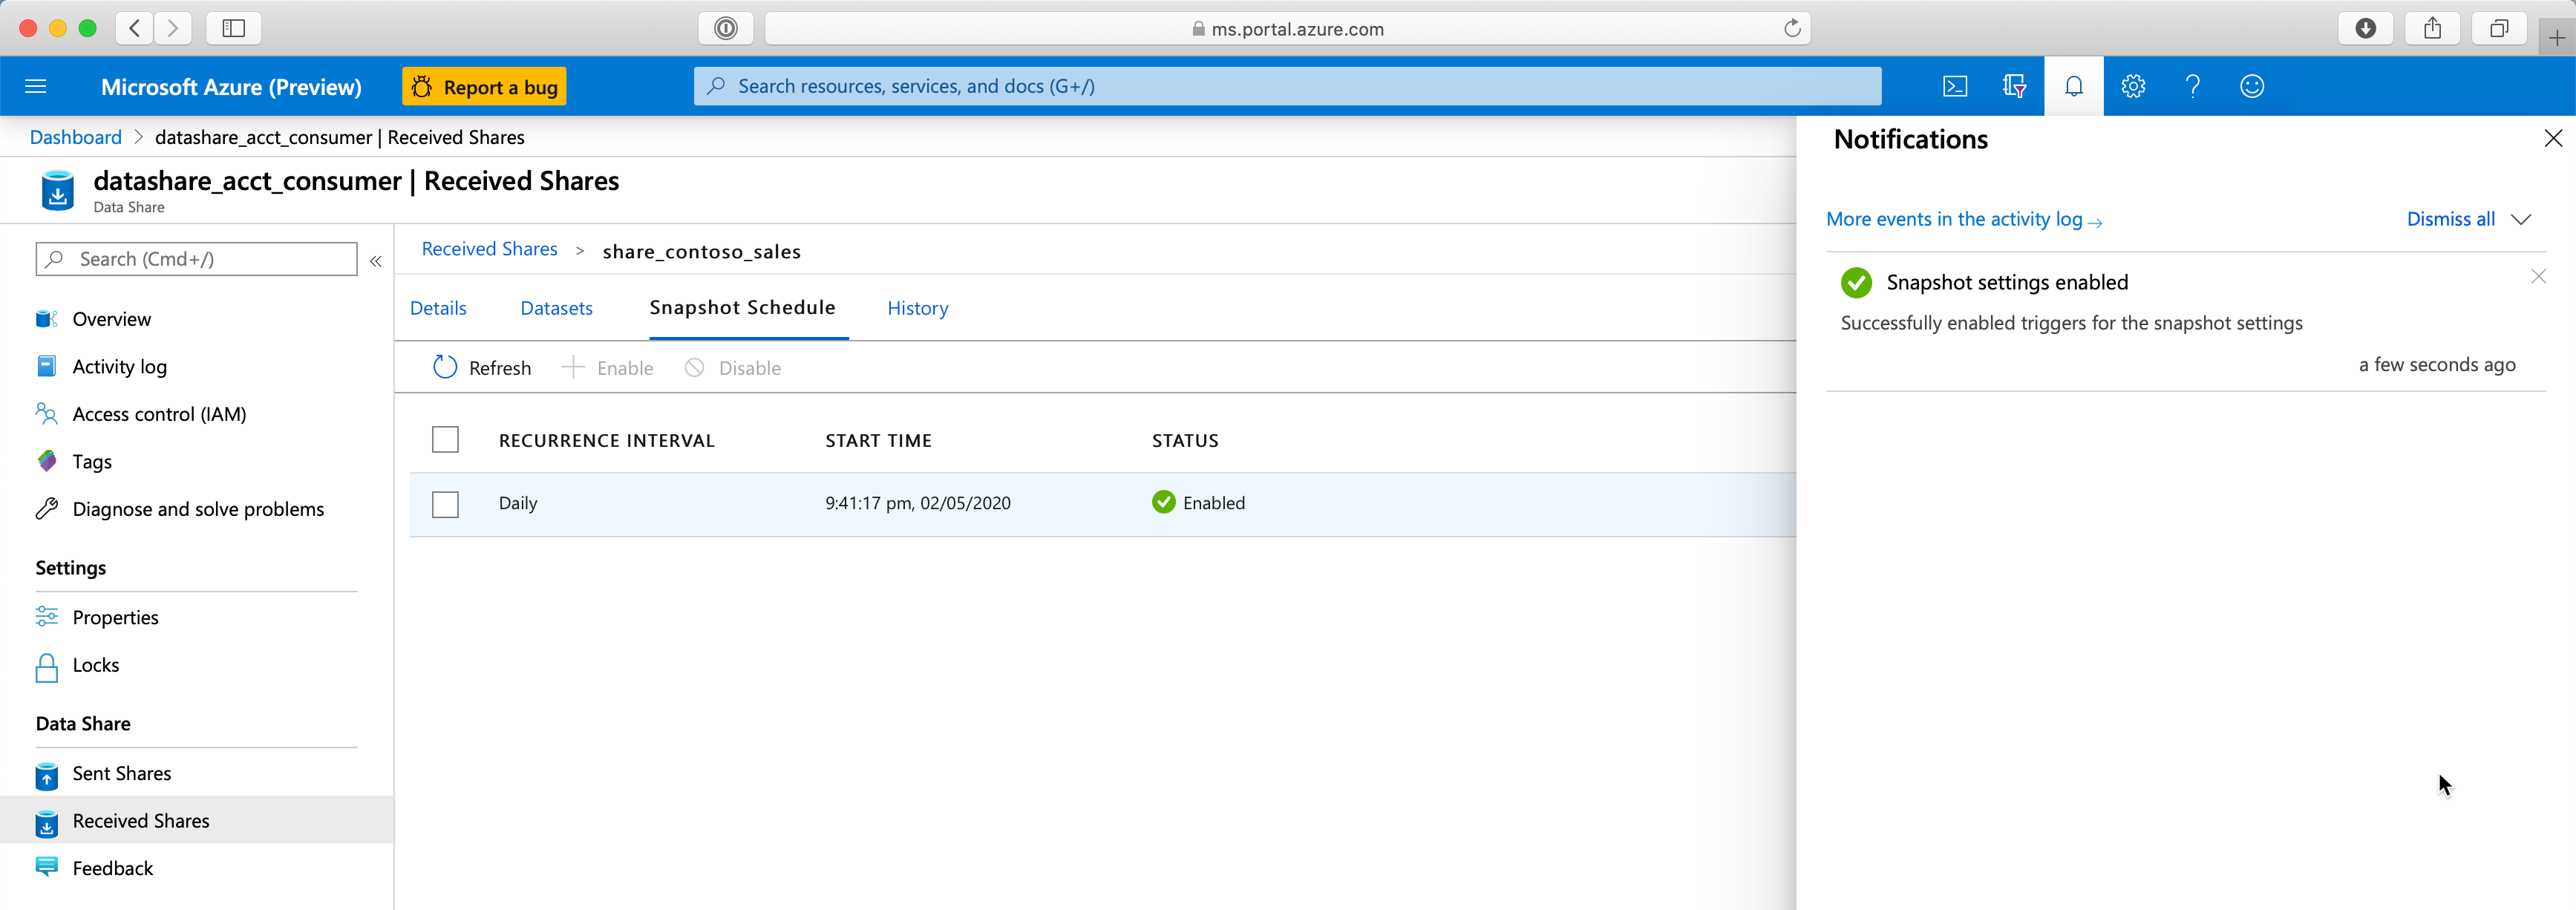 ms.portal.azure.com
Microsoft Azure (Preview)
Report a bug
Search resources, services, and docs (G+/)
Dashboard > datashare_acct_consumer | Received Shares
datashare_acct_consumer | Received Shares
Data Share
Search (Cmd+/)
«
Overview
Activity log
Access control (IAM)
Tags
Diagnose and solve problems
Settings
Properties
Locks
Data Share
Sent Shares
Received Shares
Feedback
Received Shares > share_contoso_sales
Details Datasets Snapshot Schedule History
Refresh Enable Disable
RECURRENCE INTERVAL START TIME STATUS
Daily 9:41:17 pm, 02/05/2020 Enabled
Notifications
More events in the activity log → Dismiss all
Snapshot settings enabled
Successfully enabled triggers for the snapshot settings
a few seconds ago